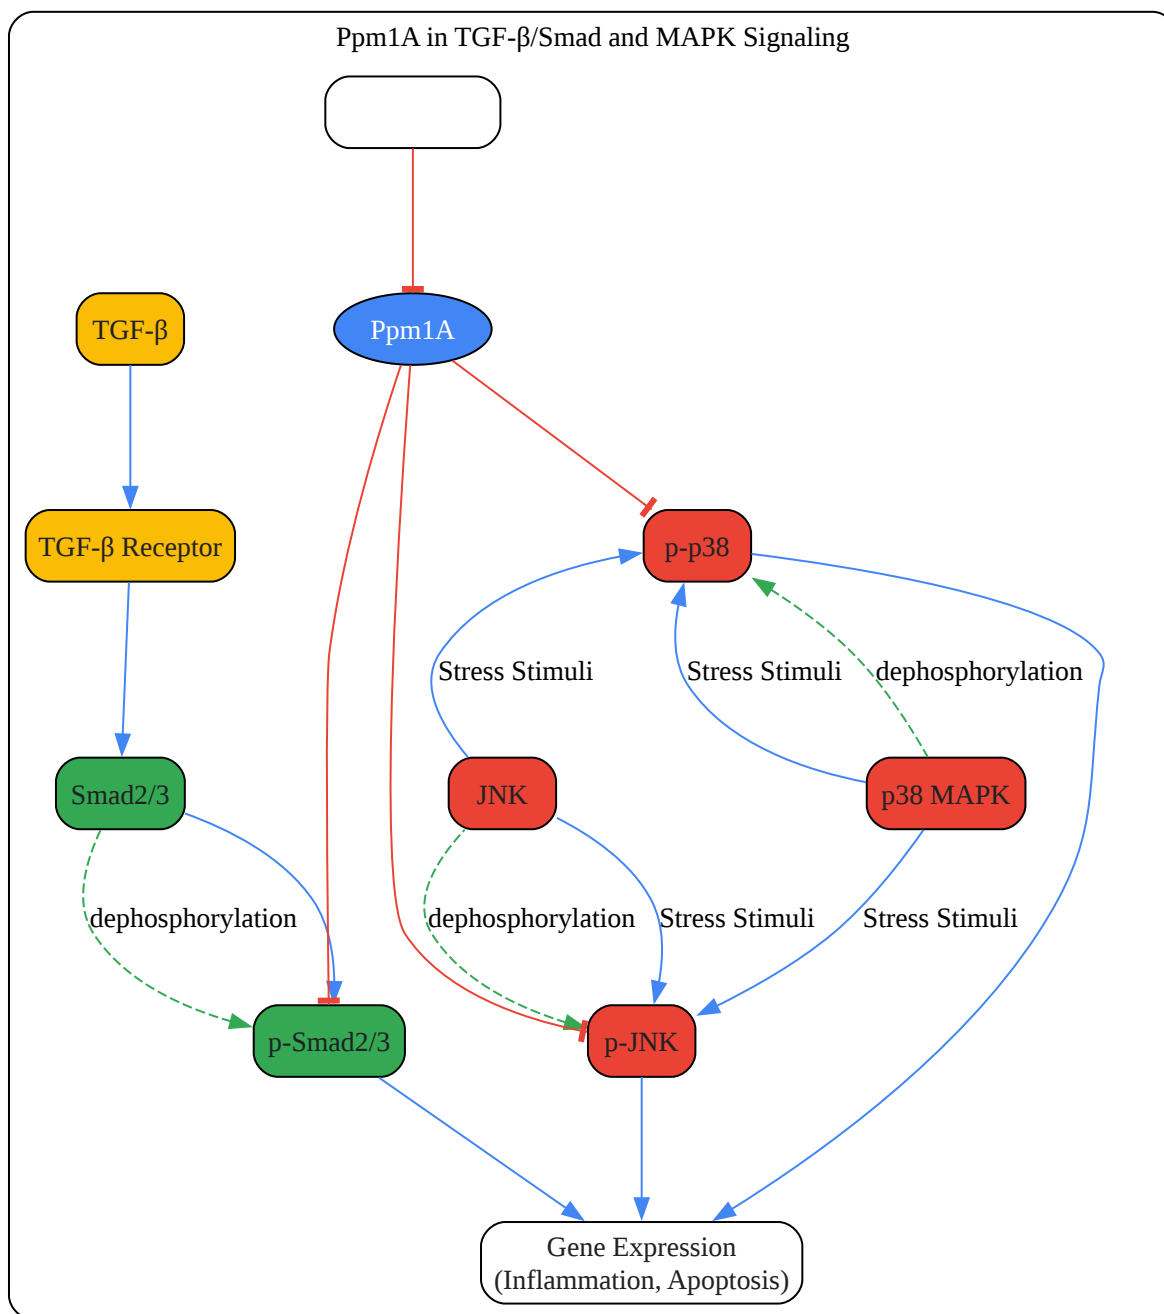 Ppm1A in TGF-β/Smad and MAPK Signaling
TGF-β
Ppm1A
TGF-β Receptor
p-p38
Stress Stimuli
Stress Stimuli
dephosphorylation
Smad2/3
JNK
p38 MAPK
dephosphorylation
dephosphorylation
Stress Stimuli
Stress Stimuli
p-Smad2/3
p-JNK
Gene Expression
(Inflammation, Apoptosis)